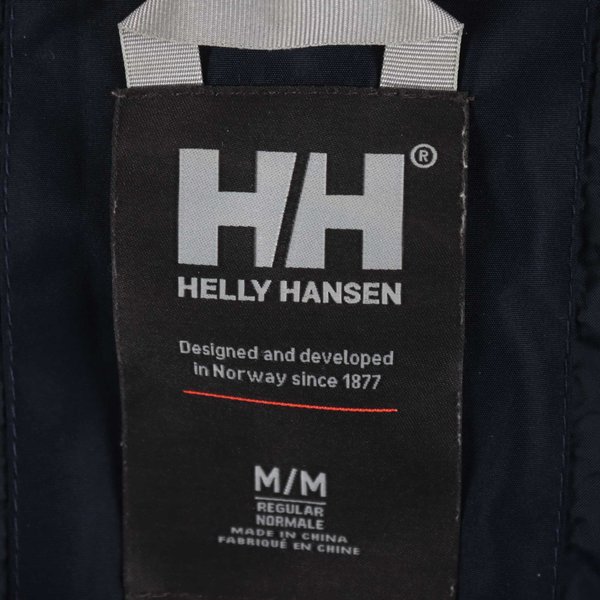 HH®
HELLY HANSEN
Designed and developed
in Norway since 1877
M/M
REGULAR
NORMALE
MADE IN CHINA
FABRIQUÉ EN CHINE